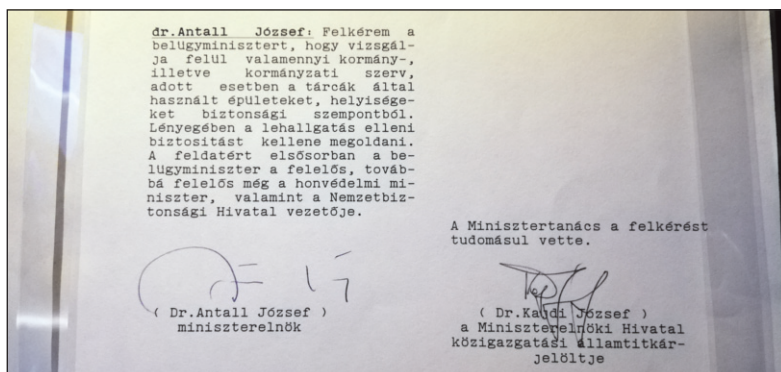 dr.Antall József: Felkérem a
belügyminisztert, hogy vizsgál-
ja felül valamennyi kormány-,
illetve kormányzati szerv,
adott esetben a tárcák által
használt épületeket, helyisége-
ket biztonsági szempontból.
Lényegében a lehallgatás elleni
biztosítást kellene megoldani.
A feldatért elsősorban a be-
lügyminiszter a felelős, továb-
bá felelős még a honvédelmi mi-
niszter, valamint a Nemzetbiz-
tonsági Hivatal vezetője.
A Minisztertanács a felkérést
tudomásul vette.
( Dr.Antall József )
miniszterelnök
( Dr.Kajdi József )
a Miniszterelnöki Hivatal
közigazgatási államtitkár-
jelöltje